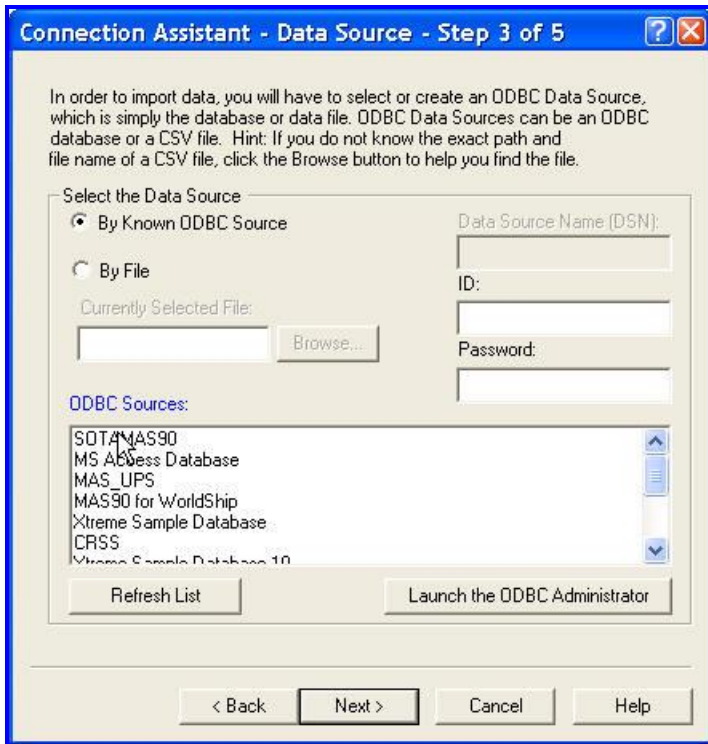 Connection Assistant - Data Source - Step 3 of 5
In order to import data, you will have to select or create an ODBC Data Source,
which is simply the database or data file. ODBC Data Sources can be an ODBC
database or a CSV file.  Hint: If you do not know the exact path and
file name of a CSV file, click the Browse button to help you find the file.
Select the Data Source
By Known ODBC Source
By File
Currently Selected File:
Browse...
Data Source Name (DSN):
ID:
Password:
ODBC Sources:
SOTAMAS90
MS Access Database
MAS_UPS
MAS90 for WorldShip
Xtreme Sample Database
CRSS
Xtreme Sample Database 10
Refresh List
Launch the ODBC Administrator
< Back
Next >
Cancel
Help